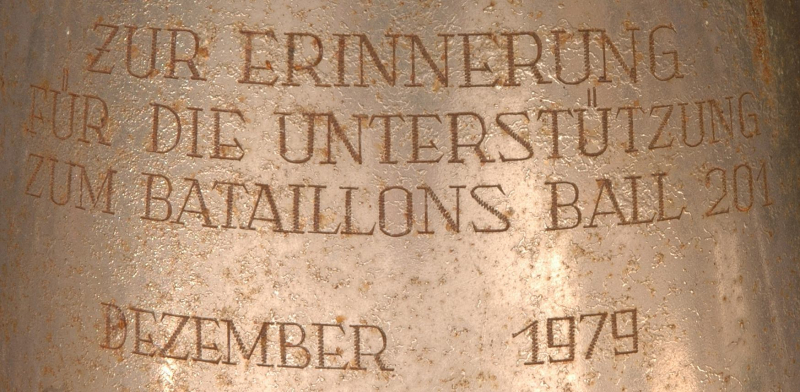 ZUR ERINNERUNG
FÜR DIE UNTERSTÜTZUNG
ZUM BATAILLONS BALL 201
DEZEMBER 1979